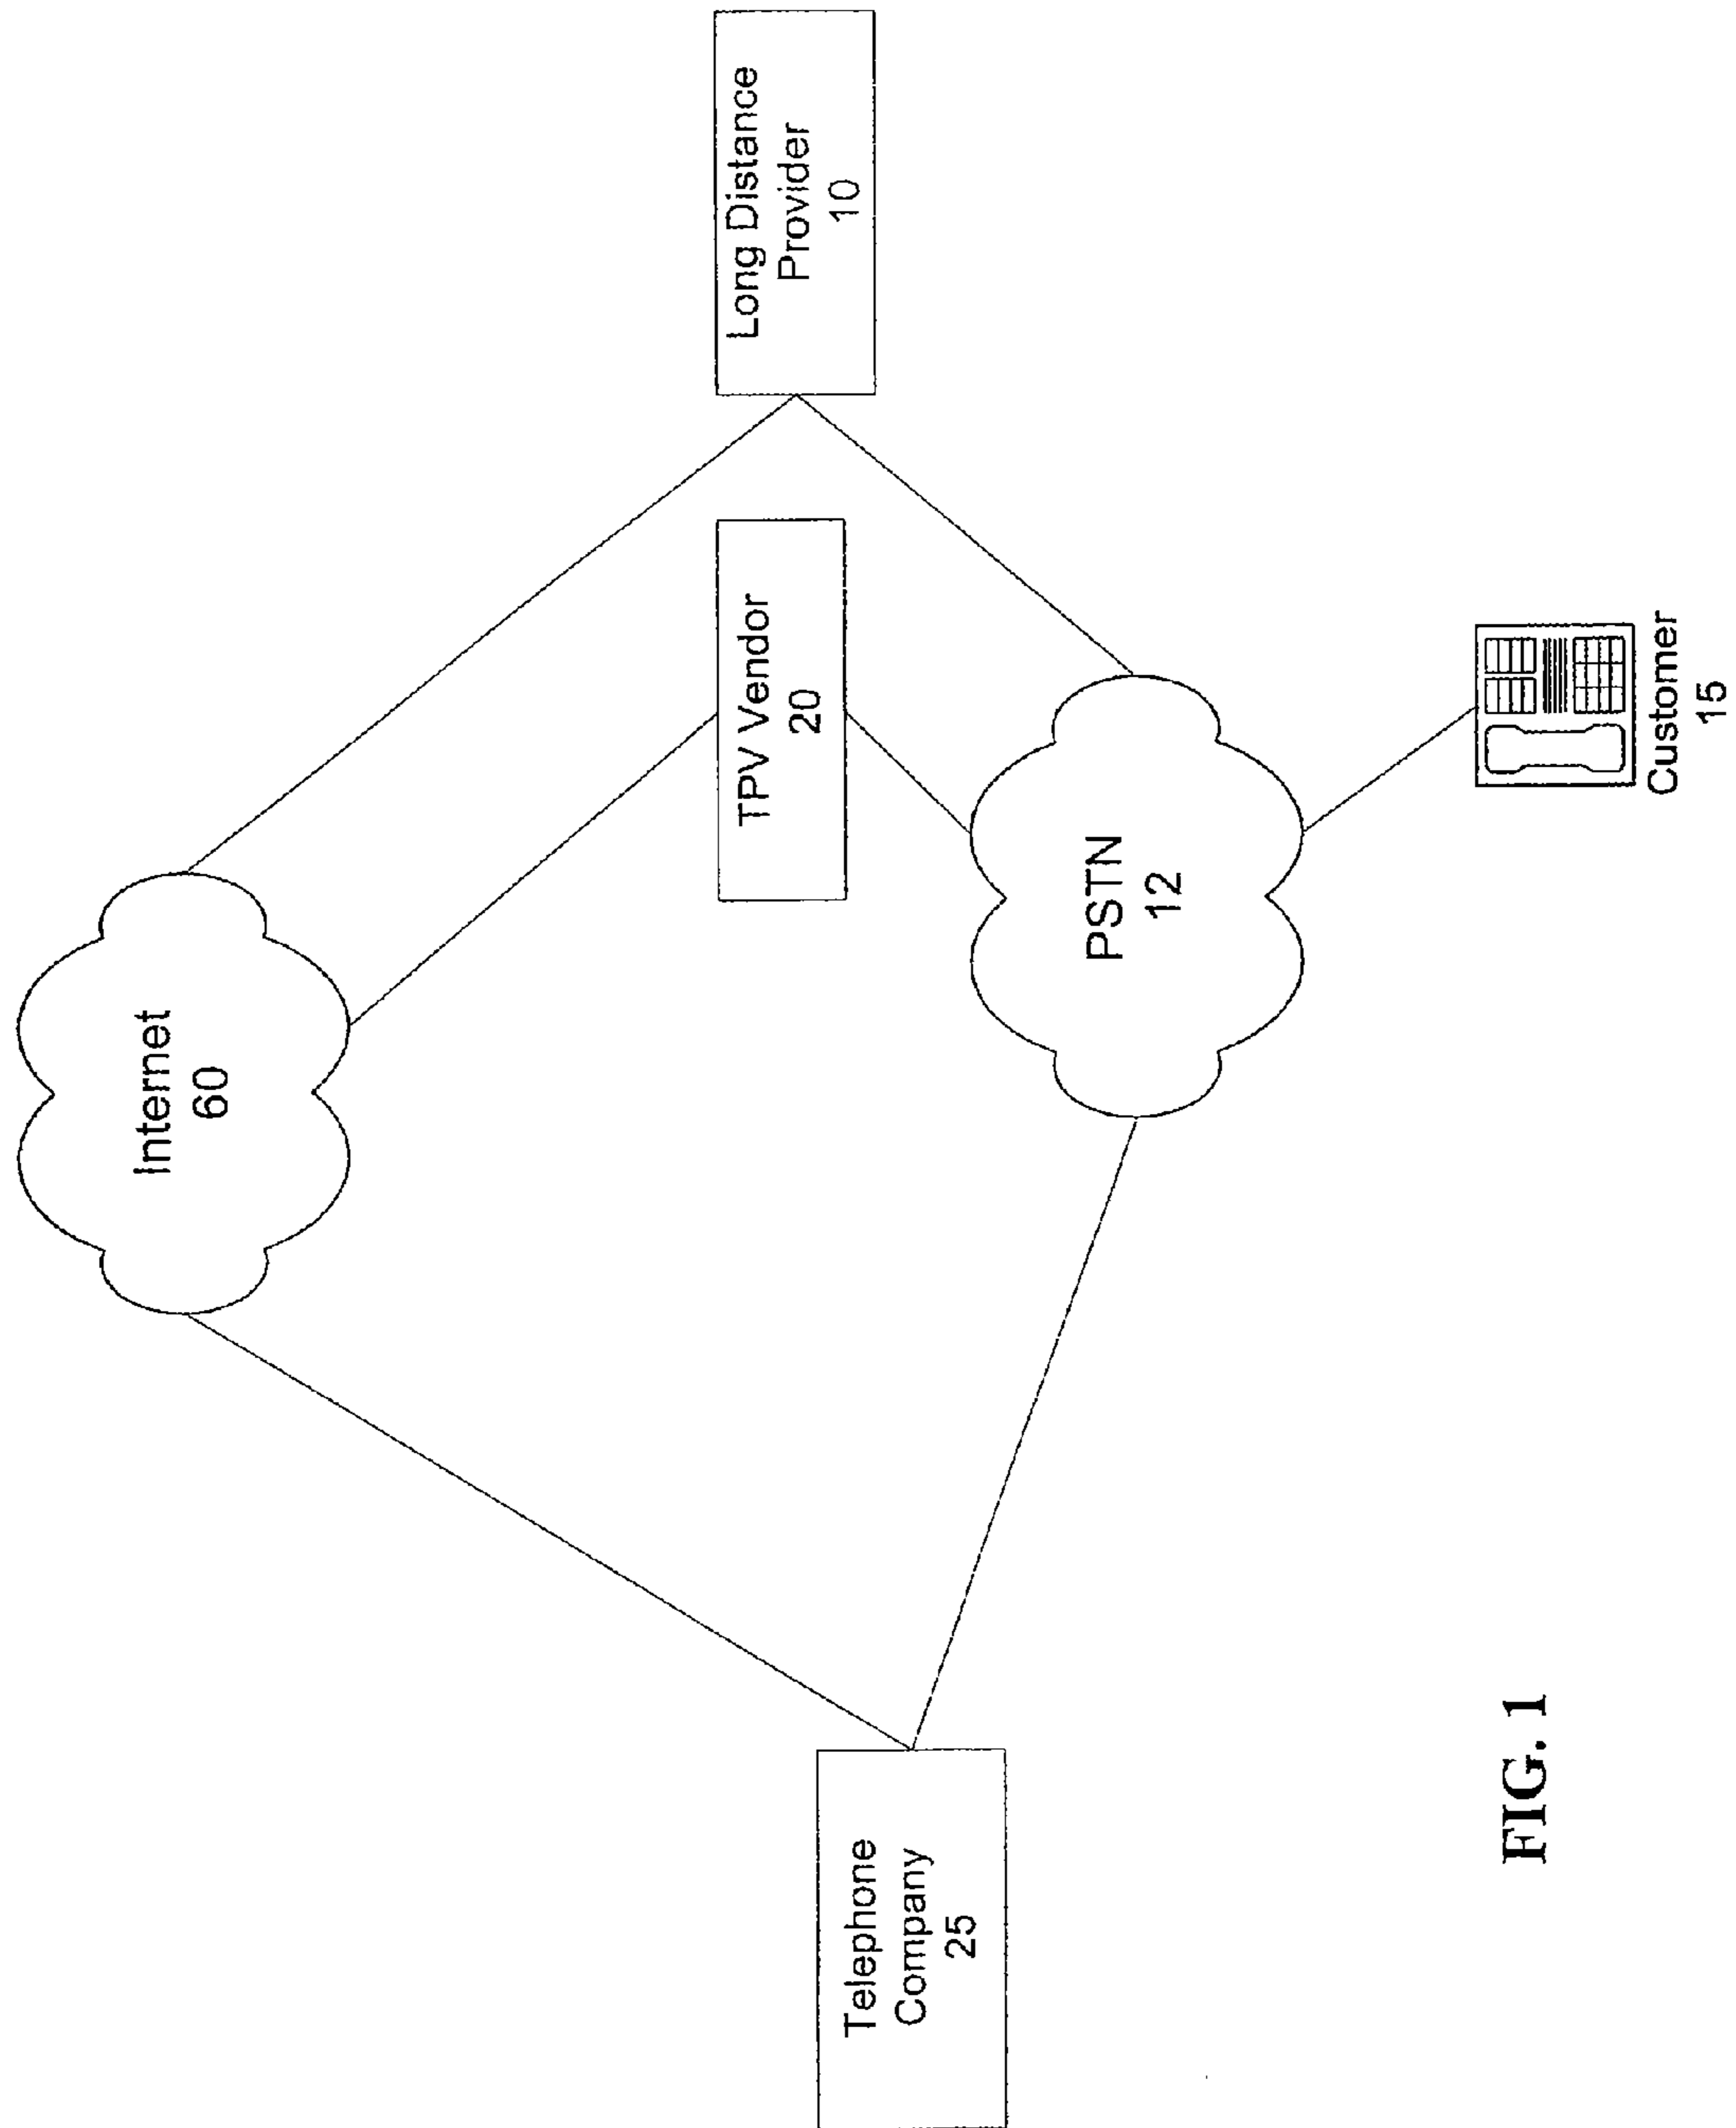 Internet
60
Long Distance
Provider
10
TPV Vendor
20
Telephone
Company
25
PSTN
12
Customer
15
FIG. 1